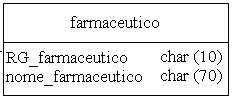 farmaceutico
RG_farmaceutico char (10)
nome_farmaceutico char (70)